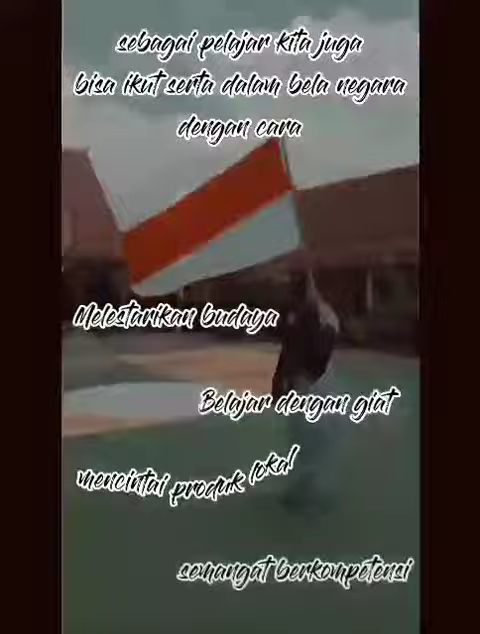 sebagai pelajar kita juga
bisa ikut serta dalam bela negara
dengan cara
Melestarikan budaya
Belajar dengan giat
mencintai produk lokal
semangat berkompetensi